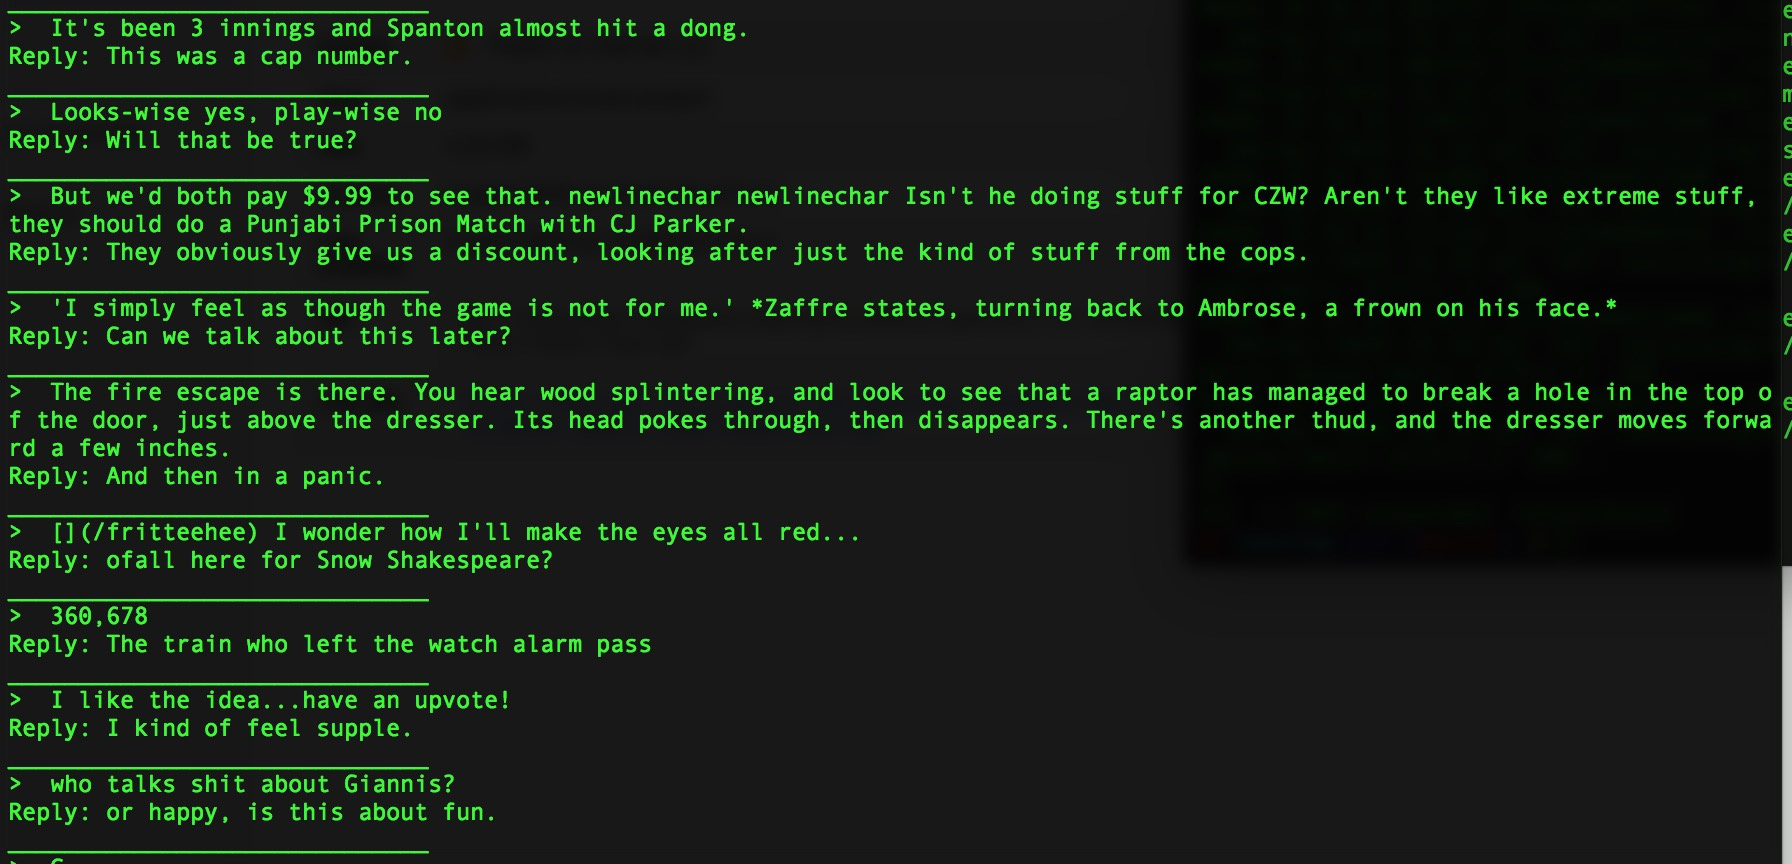 >  It's been 3 innings and Spanton almost hit a dong.
Reply: This was a cap number.
>  Looks-wise yes, play-wise no
Reply: Will that be true?
>  But we'd both pay $9.99 to see that. newlinechar newlinechar Isn't he doing stuff for CZW? Aren't they like extreme stuff,
they should do a Punjabi Prison Match with CJ Parker.
Reply: They obviously give us a discount, looking after just the kind of stuff from the cops.
>  'I simply feel as though the game is not for me.' *Zaffre states, turning back to Ambrose, a frown on his face.*
Reply: Can we talk about this later?
>  The fire escape is there. You hear wood splintering, and look to see that a raptor has managed to break a hole in the top o
f the door, just above the dresser. Its head pokes through, then disappears. There's another thud, and the dresser moves forwa
rd a few inches.
Reply: And then in a panic.
>  [](/fritteehee) I wonder how I'll make the eyes all red...
Reply: ofall here for Snow Shakespeare?
>  360,678
Reply: The train who left the watch alarm pass
>  I like the idea...have an upvote!
Reply: I kind of feel supple.
>  who talks shit about Giannis?
Reply: or happy, is this about fun.